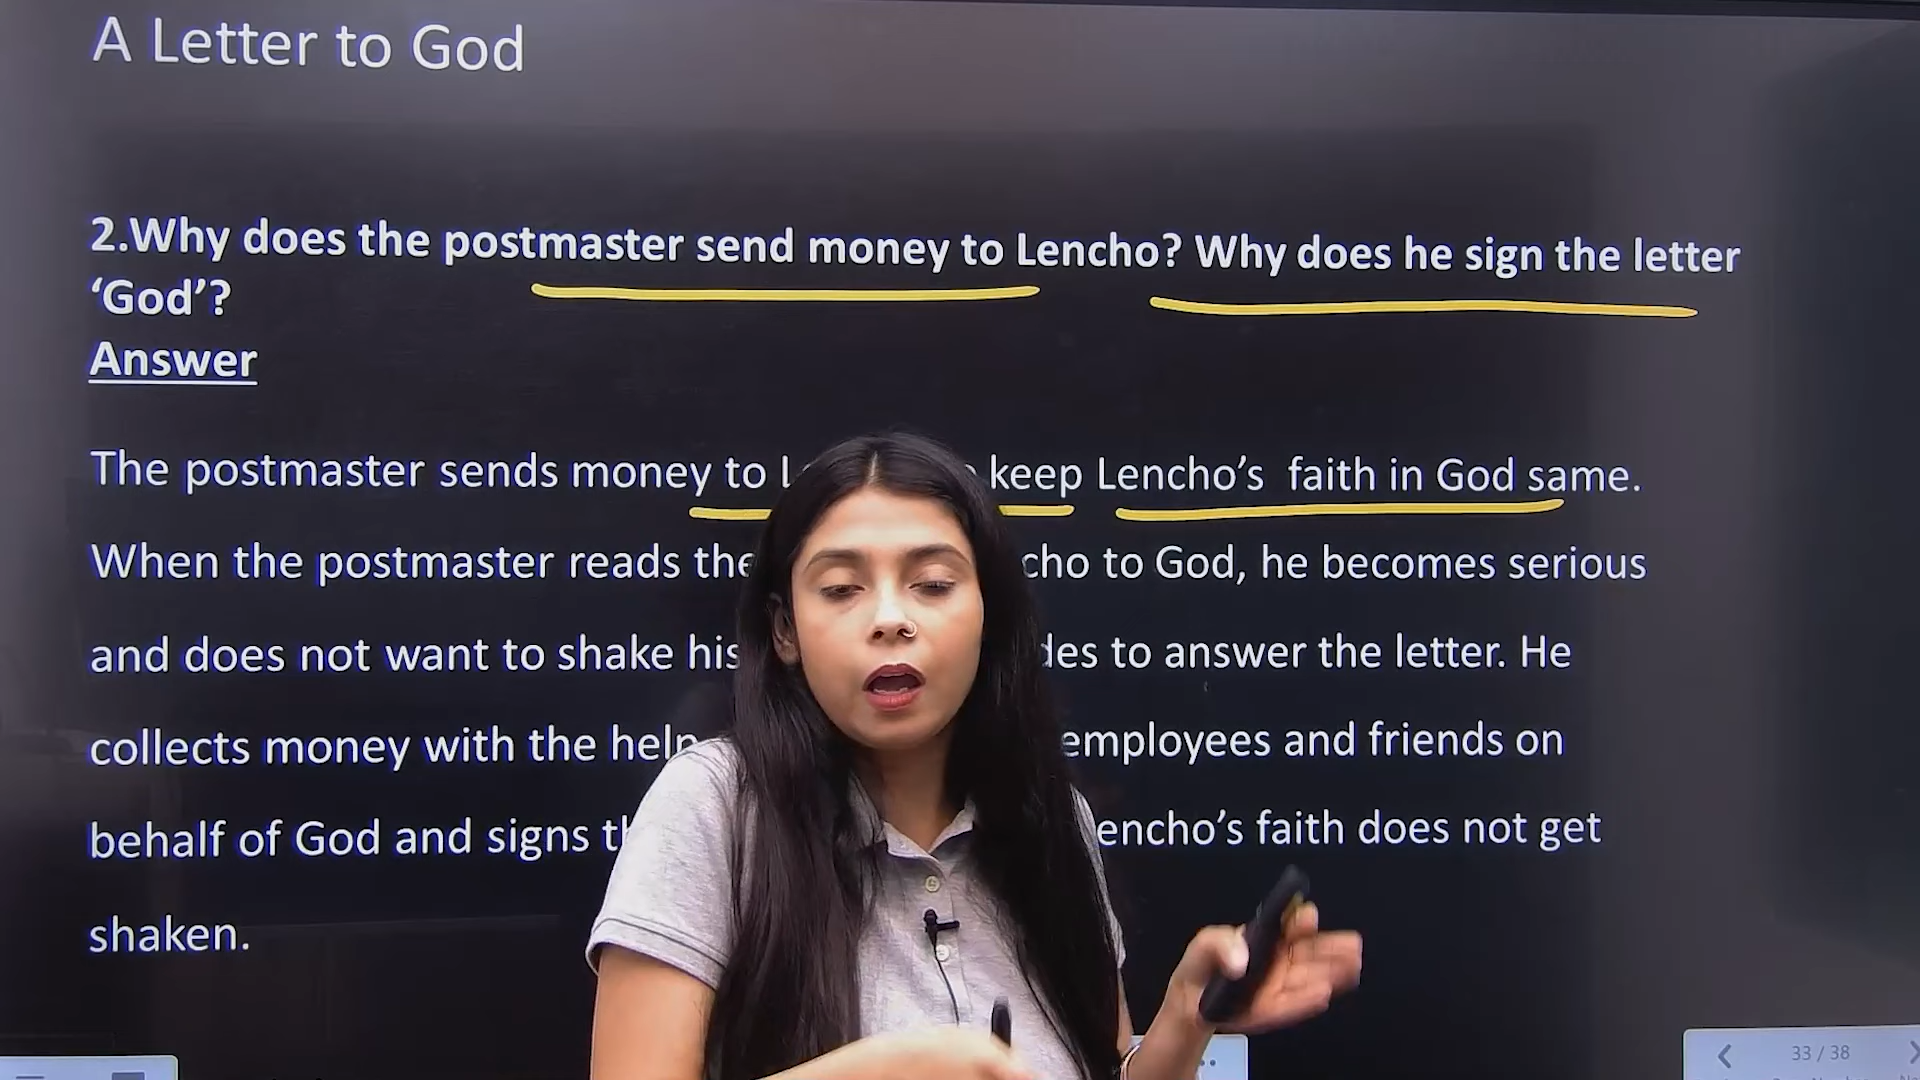 A Letter to God
2.Why does the postmaster send money to Lencho? Why does he sign the letter
‘God’?
Answer
The postmaster sends money to keep Lencho’s faith in God same.
When the postmaster reads the to God, he becomes serious
and does not want to shake his to answer the letter. He
collects money with the help employees and friends on
behalf of God and signs faith does not get
shaken.
33 / 38